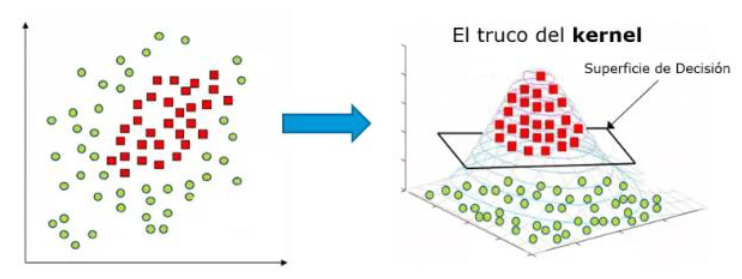 El truco del kernel
Superficie de Decisión